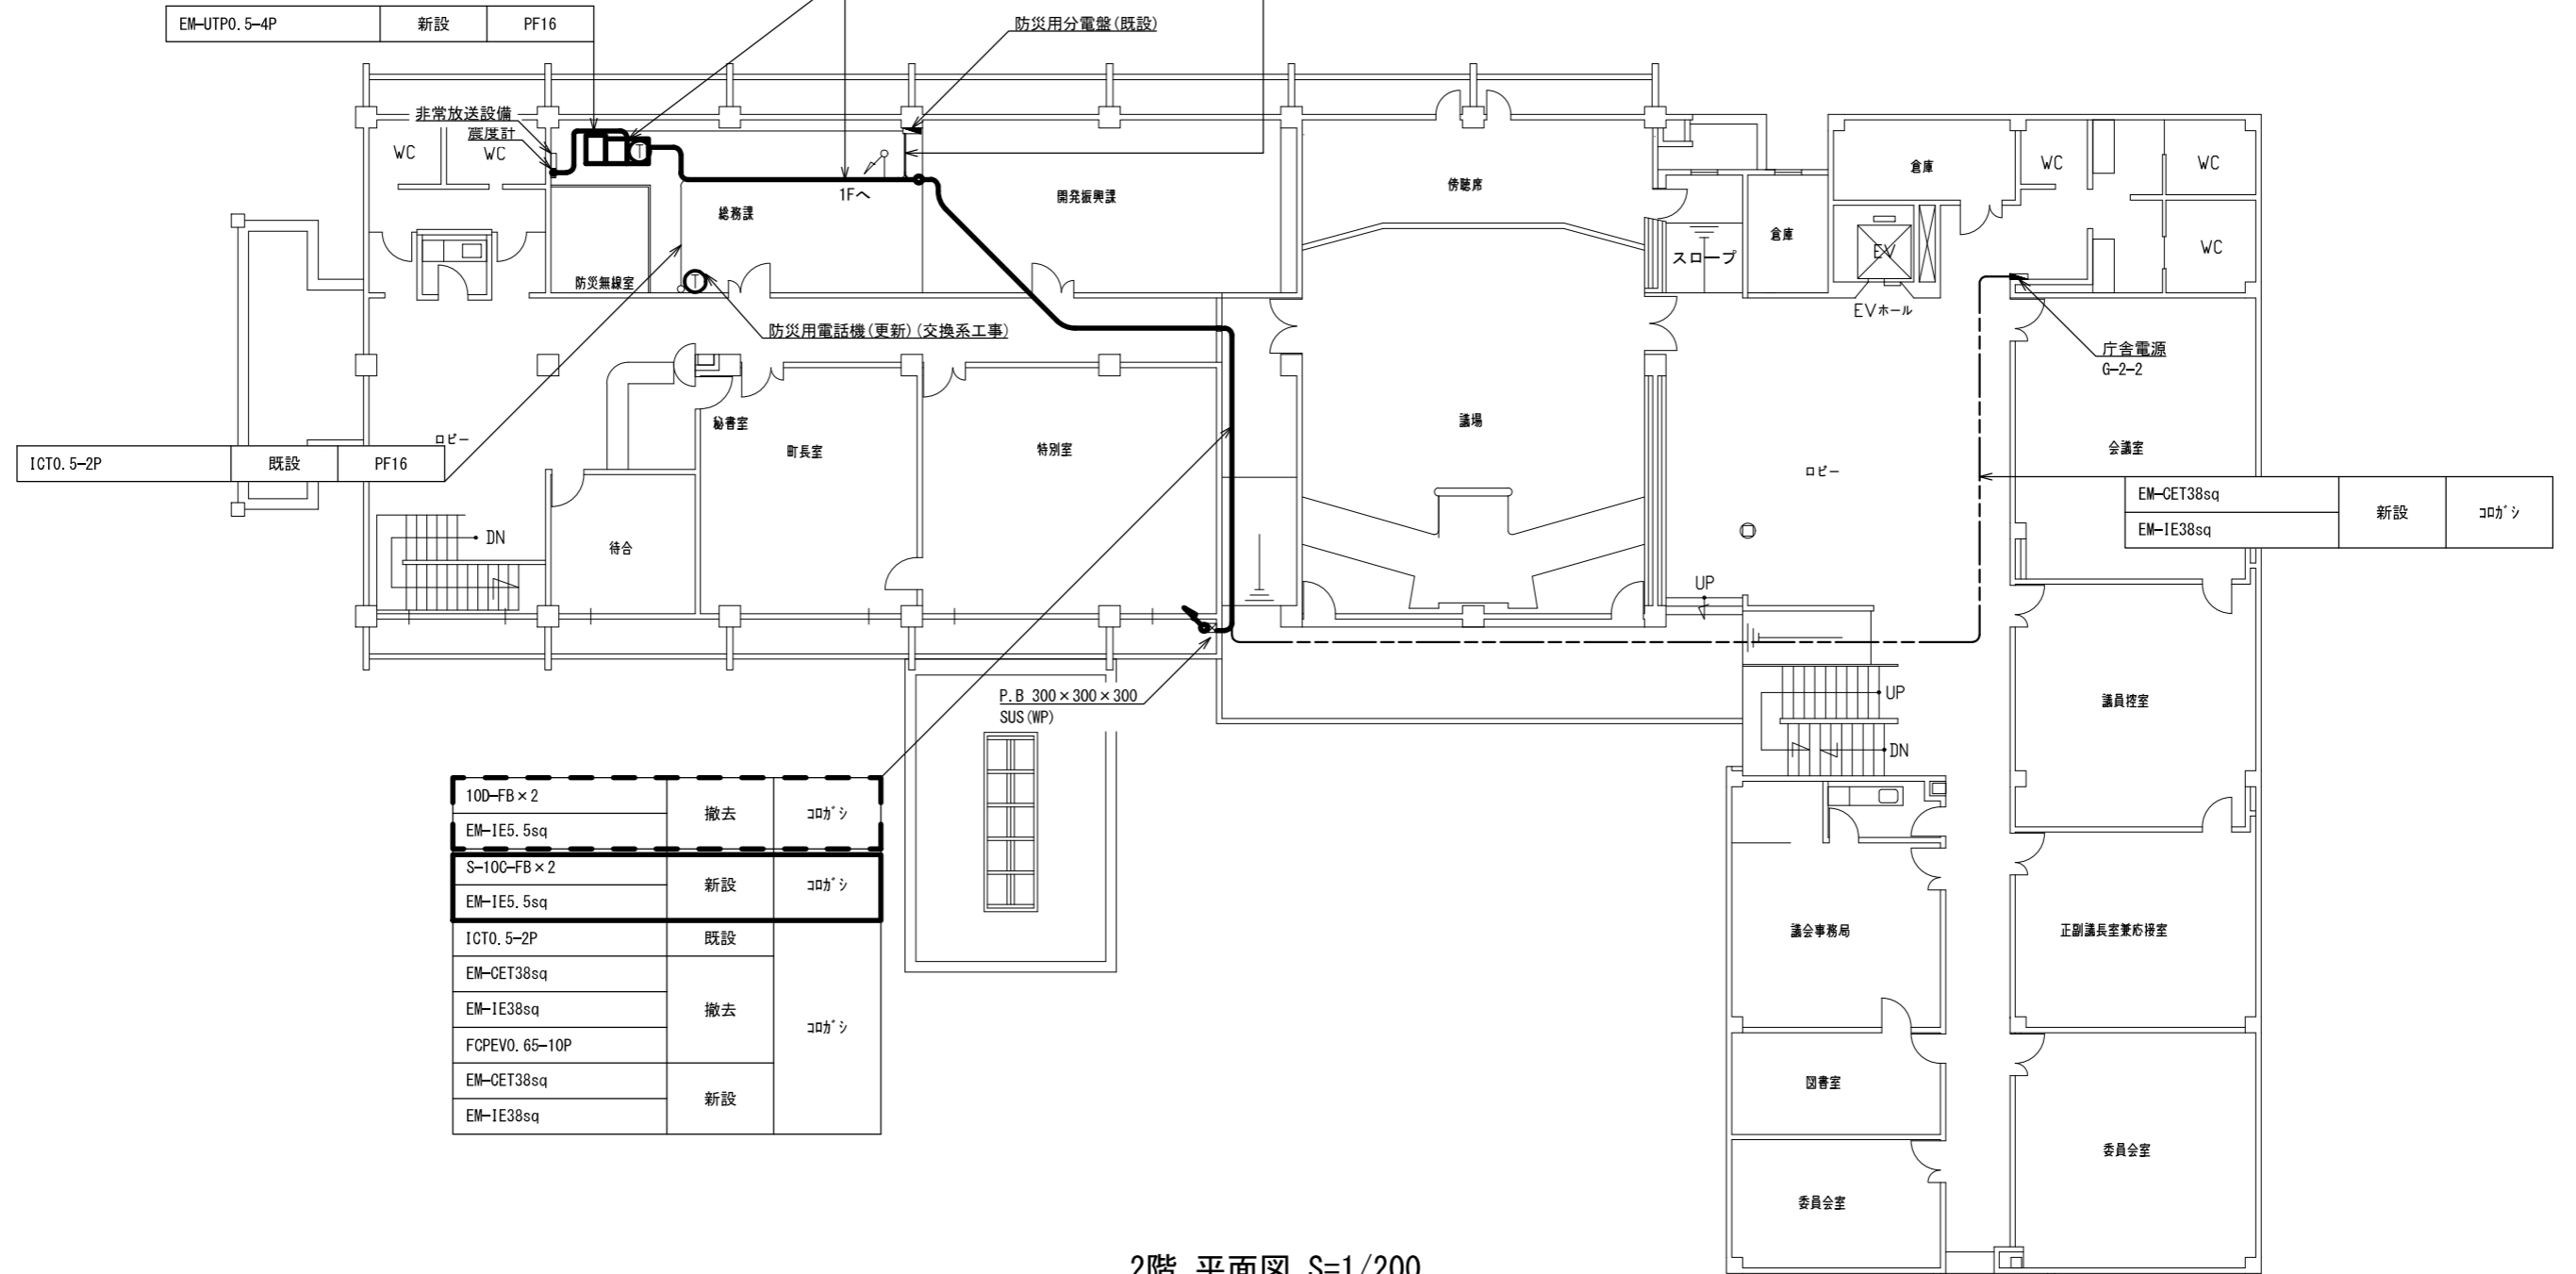 EM-UTP0.5-4P 新設 PF16
防災用分電盤(既設)
非常放送設備
震度計
WC
WC
1Fへ
総務課
開発振興課
傍聴席
倉庫
WC
WC
倉庫
スロープ
EV
WC
防災無線室
EVホール
防災用電話機(更新)(交換系工事)
庁舎電源
G-2-2
秘書室
町長室
特別室
議場
会議室
ロビー
ロビー
ICT0.5-2P 既設 PF16
EM-CET38sq
EM-IE38sq
新設 コロガシ
DN
待合
UP
P.B 300×300×300
SUS(WP)
UP
DN
議員控室
10D-FB×2
EM-IE5.5sq
撤去 コロガシ
S-10C-FB×2
EM-IE5.5sq
新設 コロガシ
ICT0.5-2P 既設
EM-CET38sq
EM-IE38sq
FCPEV0.65-10P
撤去 コロガシ
EM-CET38sq
EM-IE38sq
新設
議会事務局
正副議長室兼応接室
図書室
委員会室
委員会室
2階 平面図 S=1/200
T
T